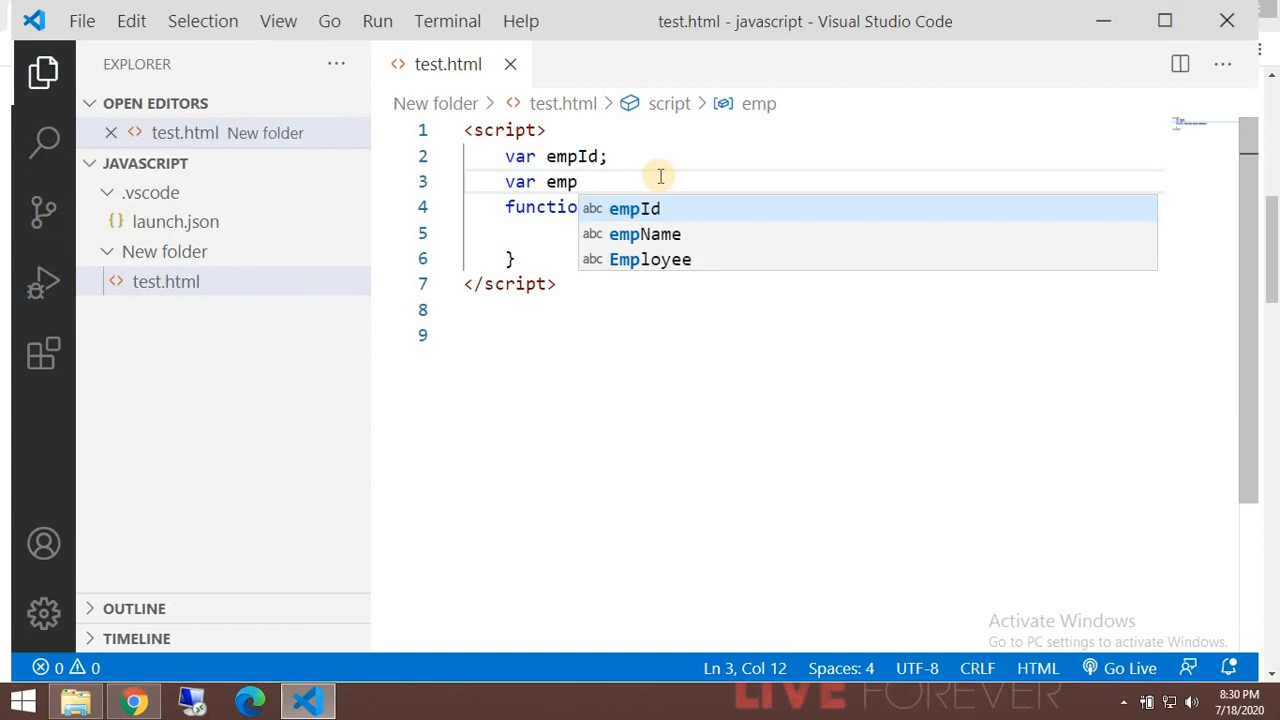 File Edit Selection View Go Run Terminal Help test.html - javascript - Visual Studio Code
EXPLORER
test.html
OPEN EDITORS
test.html New folder
JAVASCRIPT
.vscode
launch.json
New folder
test.html
OUTLINE
TIMELINE
New folder > test.html > script > emp
1 <script>
2 var empId;
3 var emp
4 functio
5
6 }
7 </script>
8
9
abc empId
abc empName
abc Employee
Activate Windows
Go to PC settings to activate Windows.
0 0 Ln 3, Col 12 Spaces: 4 UTF-8 CRLF HTML Go Live
LIVE FOREVER
8:30 PM
7/18/2020